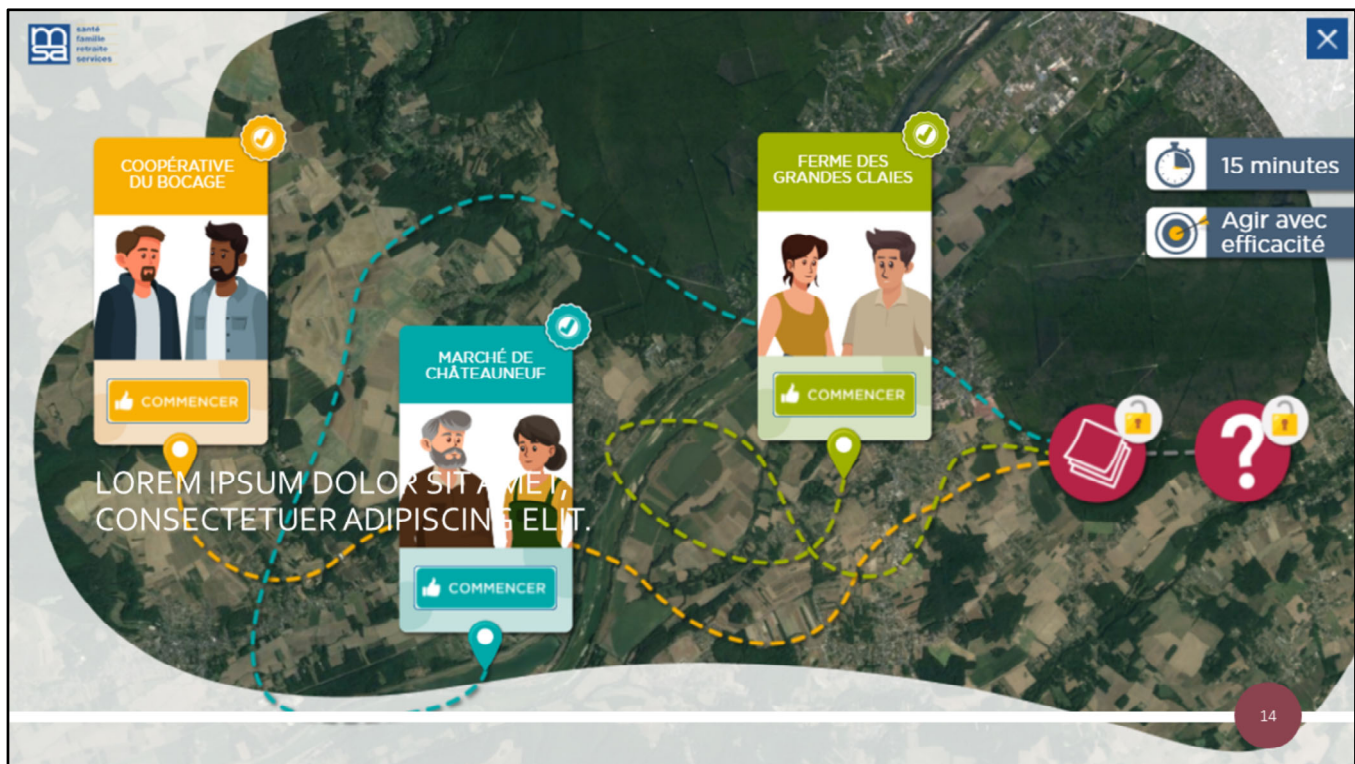 msa
santé
famille
retraite
services
COOPÉRATIVE
DU BOCAGE
COMMENCER
MARCHÉ DE
CHÂTEAUNEUF
COMMENCER
FERME DES
GRANDES CLAIES
COMMENCER
15 minutes
Agir avec
efficacité
?
LOREM IPSUM DOLOR SIT AMET,
CONSECTETUER ADIPISCING ELIT.
14